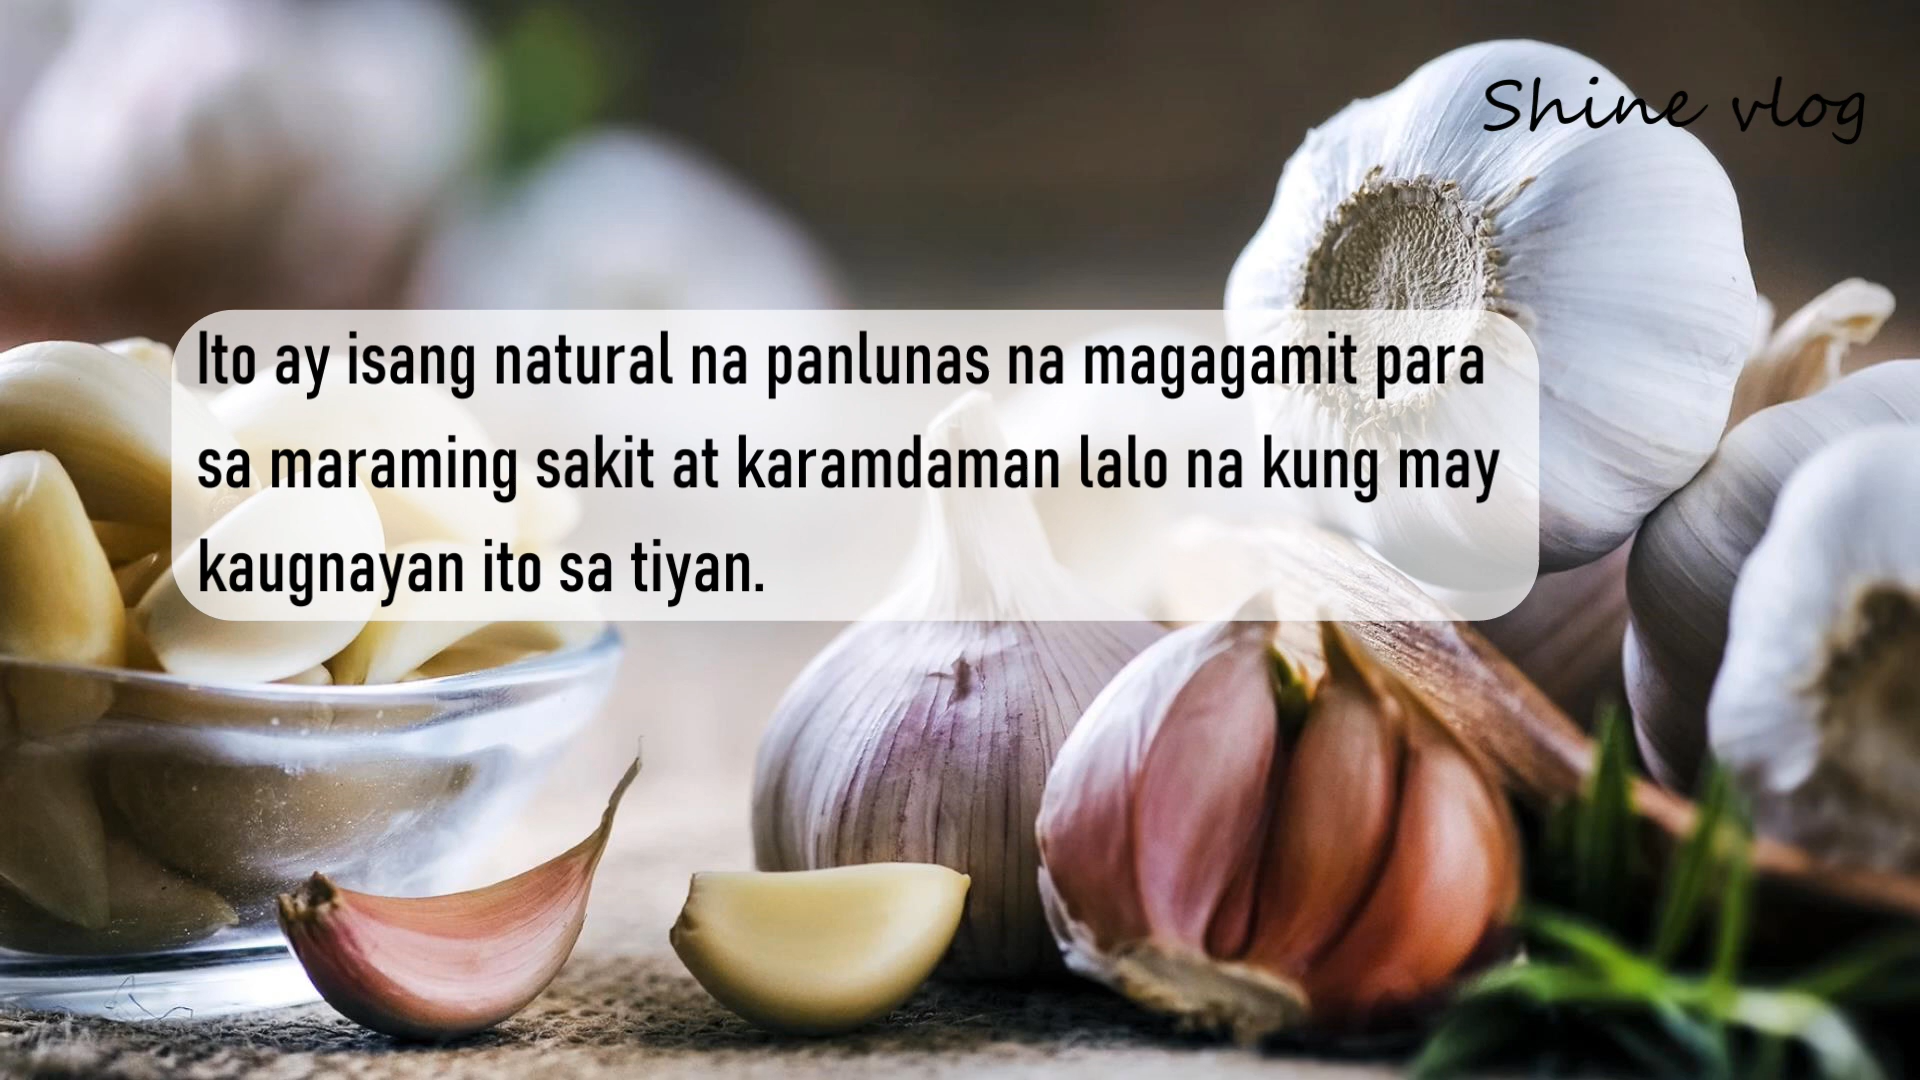 Shine vlog
Ito ay isang natural na panlunas na magagamit para
sa maraming sakit at karamdaman lalo na kung may
kaugnayan ito sa tiyan.